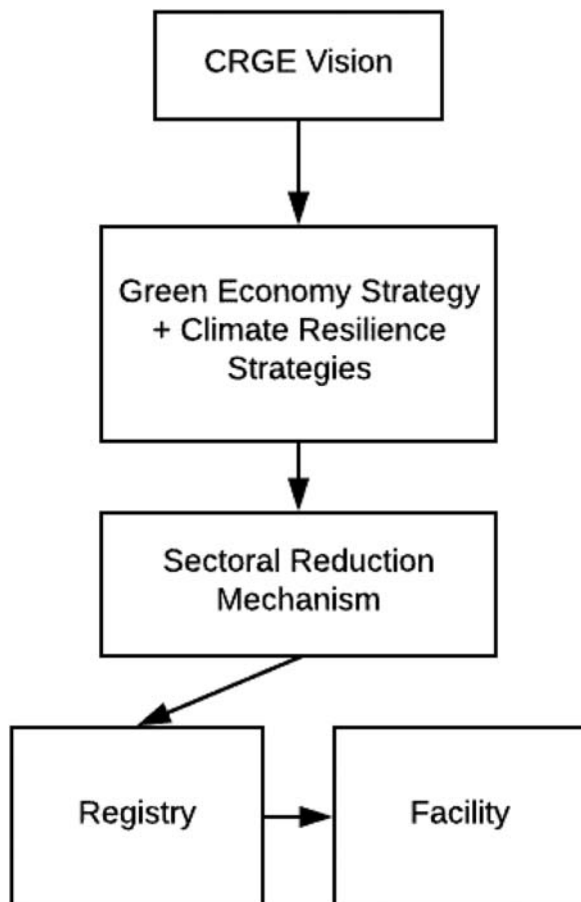 CRGE Vision
Green Economy Strategy
+ Climate Resilience
Strategies
Sectoral Reduction
Mechanism
Registry
Facility